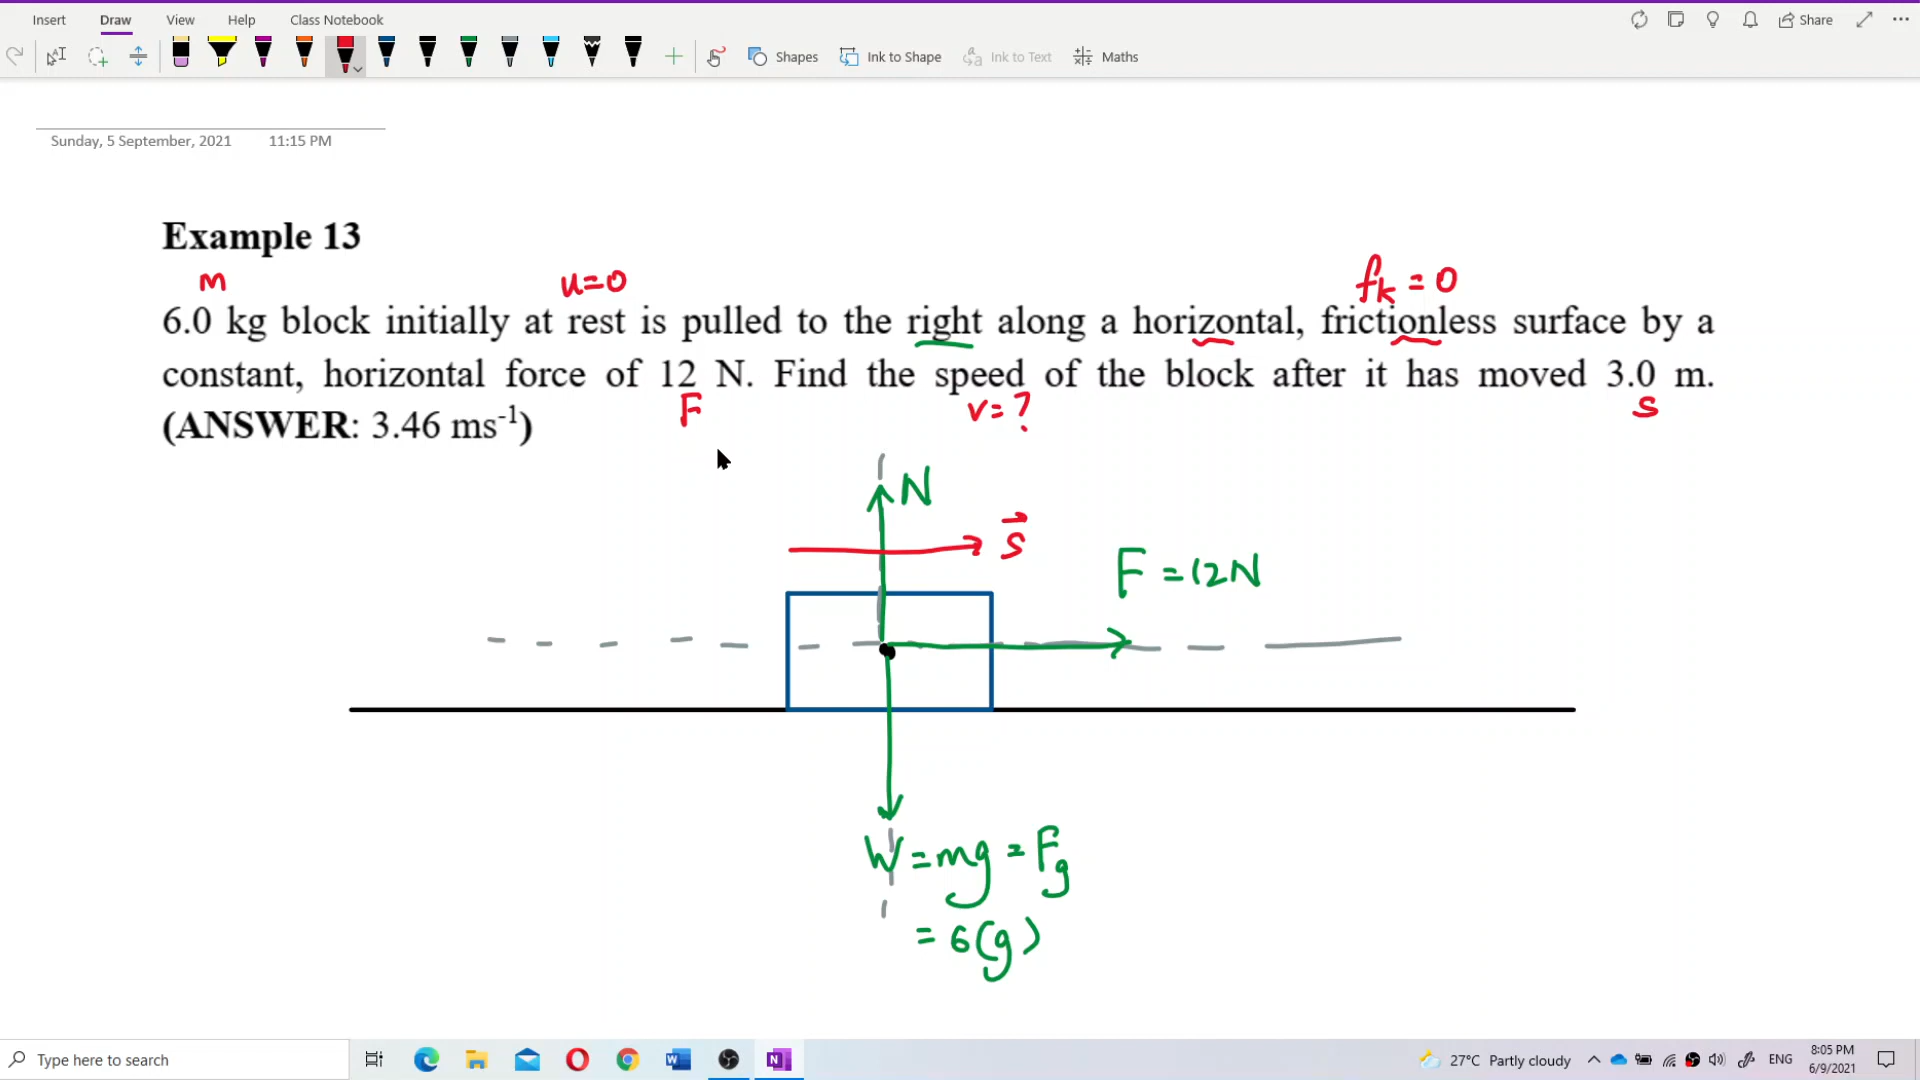 Insert Draw View Help Class Notebook Share
Shapes Ink to Shape Ink to Text Maths
Sunday, 5 September, 2021 11:15 PM
Example 13
m u=0 fk = 0
6.0 kg block initially at rest is pulled to the right along a horizontal, frictionless surface by a
constant, horizontal force of 12 N. Find the speed of the block after it has moved 3.0 m.
F v=? s
(ANSWER: 3.46 ms-1)
N
s
F =12N
W =mg = Fg
= 6(g)
Type here to search
27°C Partly cloudy ENG 8:05 PM
6/9/2021